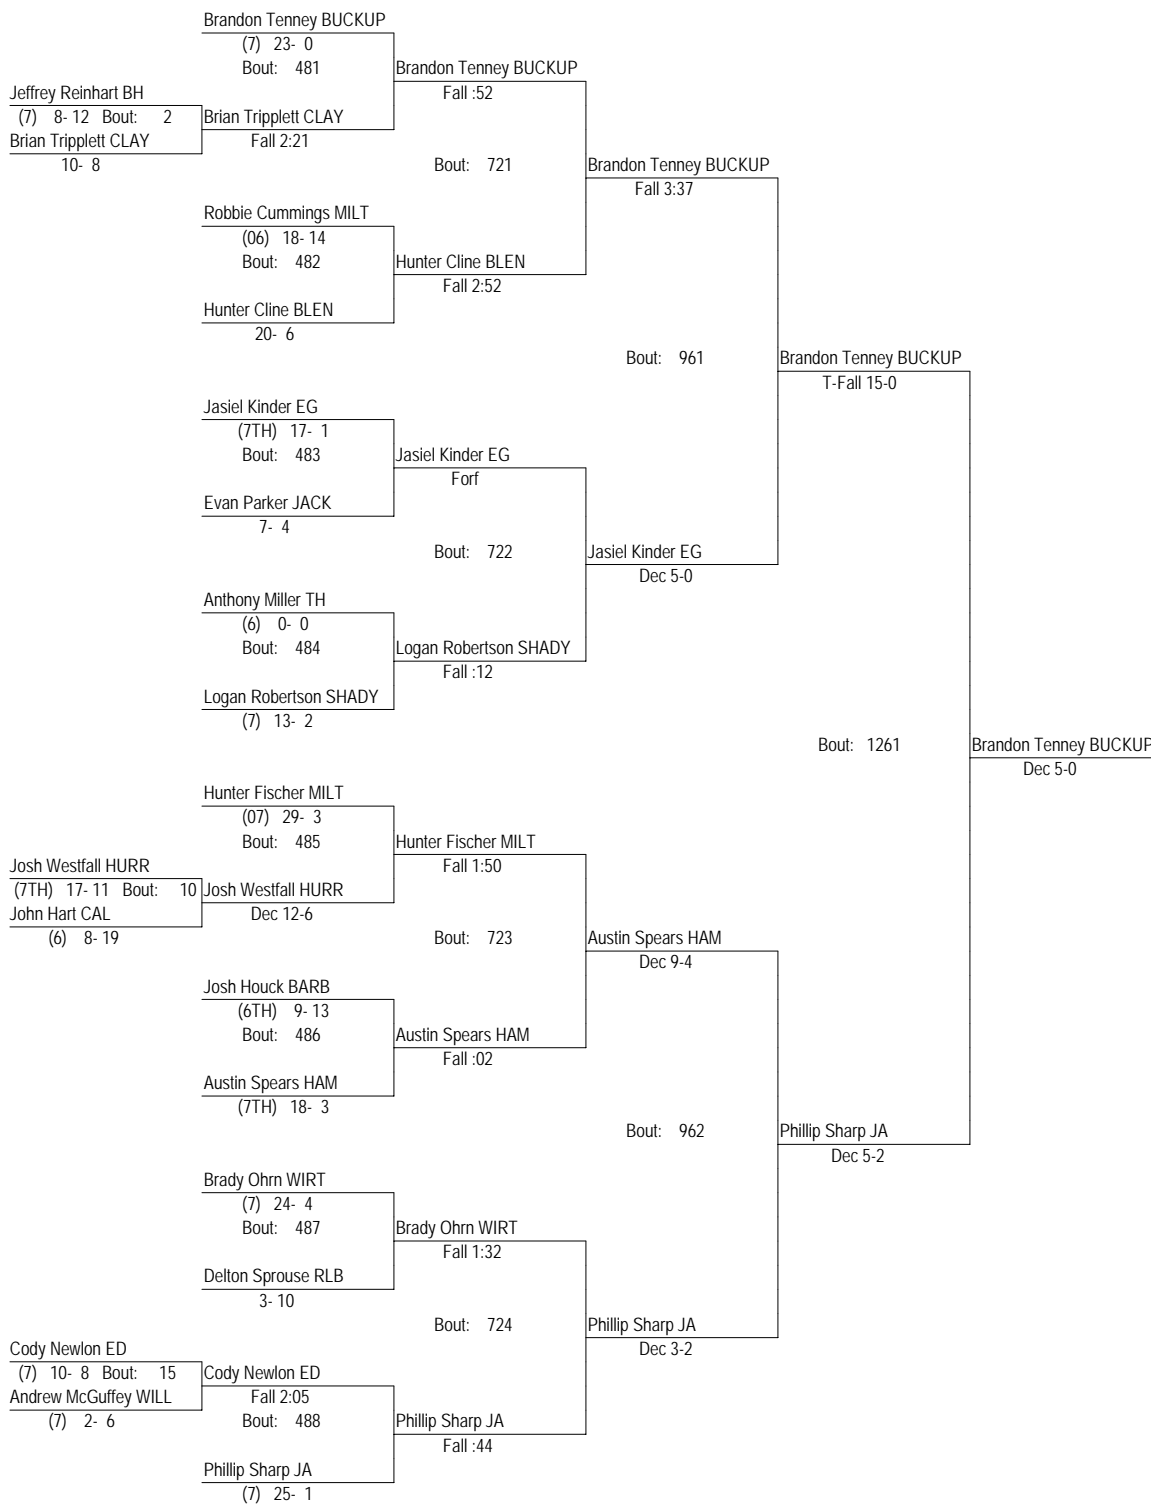 Brandon Tenney BUCKUP
(7) 23- 0
Bout: 481
Brandon Tenney BUCKUP
Fall :52
Jeffrey Reinhart BH
(7) 8- 12 Bout: 2
Brian Tripplett CLAY
Fall 2:21
Brian Tripplett CLAY
10- 8
Bout: 721
Brandon Tenney BUCKUP
Fall 3:37
Robbie Cummings MILT
(06) 18- 14
Bout: 482
Hunter Cline BLEN
Fall 2:52
Hunter Cline BLEN
20- 6
Bout: 961
Brandon Tenney BUCKUP
T-Fall 15-0
Jasiel Kinder EG
(7TH) 17- 1
Bout: 483
Jasiel Kinder EG
Forf
Evan Parker JACK
7- 4
Bout: 722
Jasiel Kinder EG
Dec 5-0
Anthony Miller TH
(6) 0- 0
Bout: 484
Logan Robertson SHADY
Fall :12
Logan Robertson SHADY
(7) 13- 2
Bout: 1261
Brandon Tenney BUCKUP
Dec 5-0
Hunter Fischer MILT
(07) 29- 3
Bout: 485
Hunter Fischer MILT
Fall 1:50
Josh Westfall HURR
(7TH) 17- 11 Bout: 10
Josh Westfall HURR
Dec 12-6
John Hart CAL
(6) 8- 19
Bout: 723
Austin Spears HAM
Dec 9-4
Josh Houck BARB
(6TH) 9- 13
Bout: 486
Austin Spears HAM
Fall :02
Austin Spears HAM
(7TH) 18- 3
Bout: 962
Phillip Sharp JA
Dec 5-2
Brady Ohrn WIRT
(7) 24- 4
Bout: 487
Brady Ohrn WIRT
Fall 1:32
Delton Sprouse RLB
3- 10
Bout: 724
Phillip Sharp JA
Dec 3-2
Cody Newlon ED
(7) 10- 8 Bout: 15
Cody Newlon ED
Fall 2:05
Andrew McGuffey WILL
(7) 2- 6
Bout: 488
Phillip Sharp JA
Fall :44
Phillip Sharp JA
(7) 25- 1